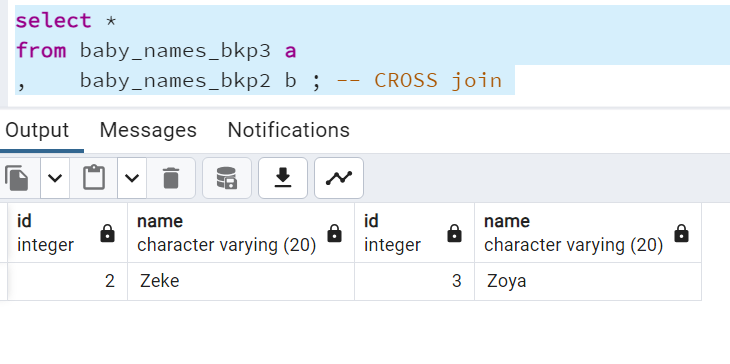 select *
from baby_names_bkp3 a
,    baby_names_bkp2 b ; -- CROSS join
Output Messages Notifications
id name id name
integer character varying (20) integer character varying (20)
2 Zeke 3 Zoya